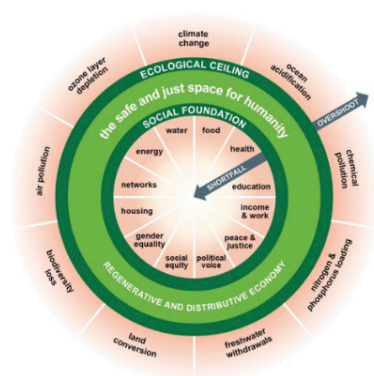 climate
change
ocean
acidification
chemical
pollution
nitrogen &
phosphorus loading
freshwater
withdrawals
land
conversion
biodiversity
loss
air pollution
ozone layer
depletion
ECOLOGICAL CEILING
the safe and just space for humanity
SOCIAL FOUNDATION
OVERSHOOT
SHORTFALL
water
food
health
education
income
& work
peace &
justice
political
voice
social
equity
gender
equality
housing
networks
energy
REGENERATIVE AND DISTRIBUTIVE ECONOMY